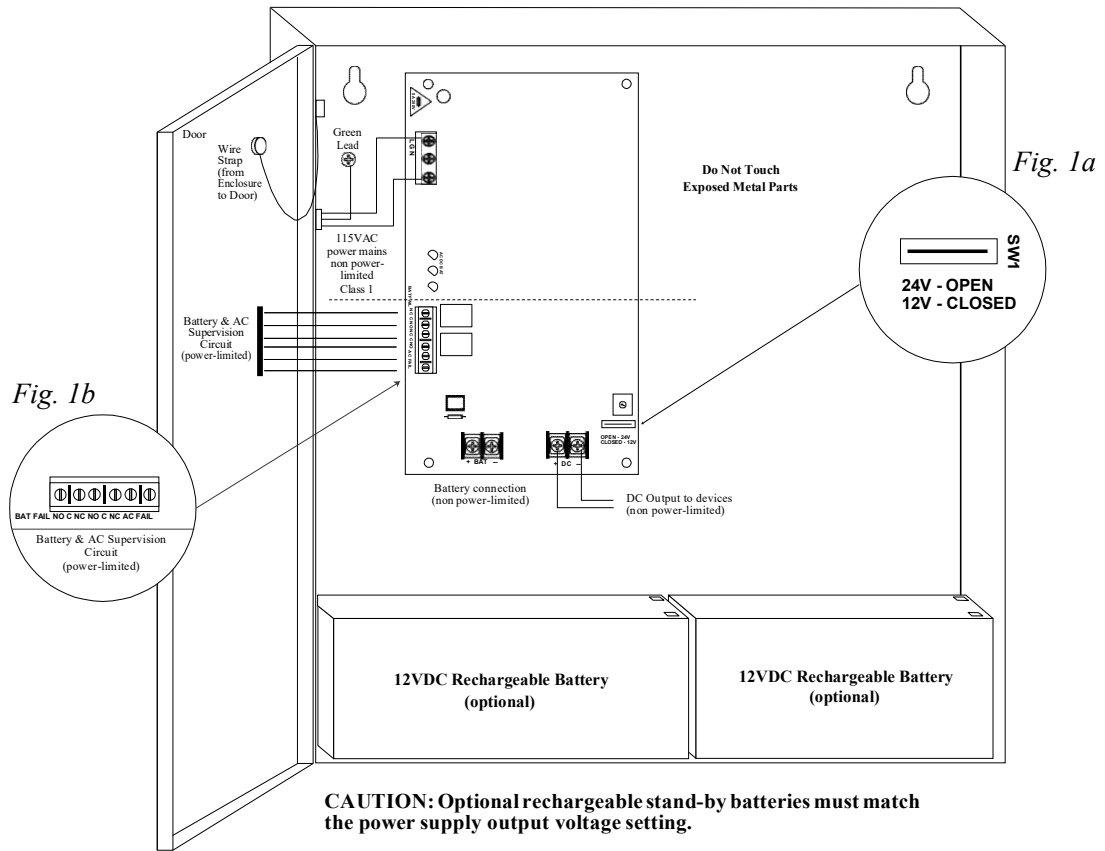 Door
Wire
Strap
(from
Enclosure
to Door)
Green
Lead
L G N
Do Not Touch
Exposed Metal Parts
Fig. 1a
SW1
24V - OPEN
12V - CLOSED
115VAC
power mains
non power-
limited
Class 1
Battery & AC
Supervision
Circuit
(power-limited)
Fig. 1b
BAT FAIL NO C NC NO C NC AC FAIL
Battery & AC Supervision
Circuit
(power-limited)
OPEN - 24V
CLOSED - 12V
+ BAT –
+ DC –
Battery connection
(non power-limited)
DC Output to devices
(non power-limited)
12VDC Rechargeable Battery
(optional)
12VDC Rechargeable Battery
(optional)
CAUTION: Optional rechargeable stand-by batteries must match
the power supply output voltage setting.